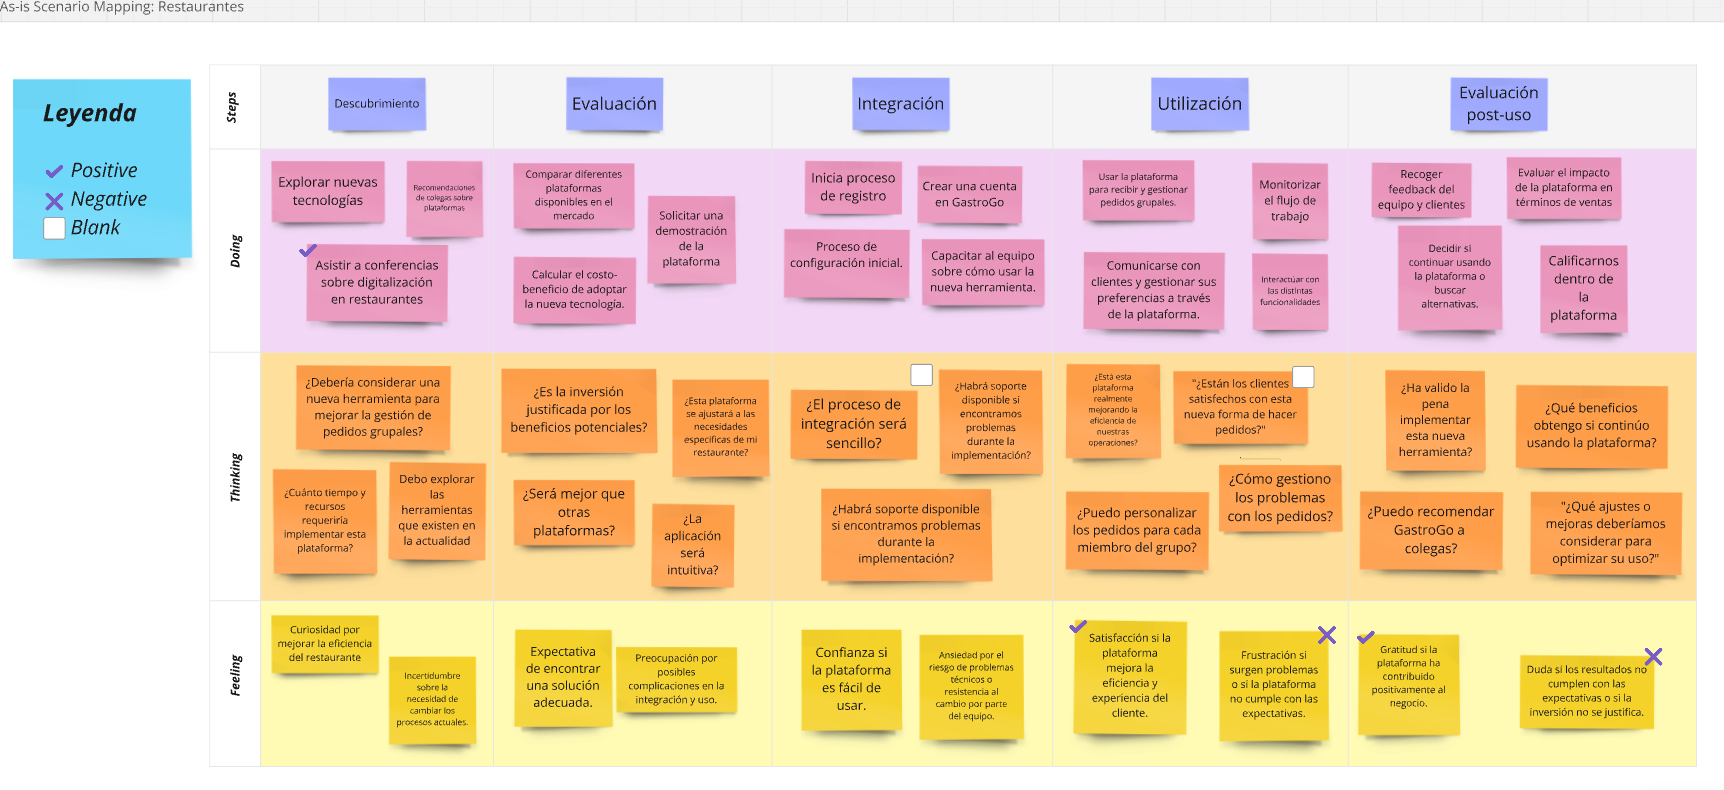 As-is Scenario Mapping: Restaurantes
Leyenda
Positive
Negative
Blank
Steps
Descubrimiento
Evaluación
Integración
Utilización
Evaluación
post-uso
Doing
Explorar nuevas
tecnologías
Recomendaciones
de colegas sobre
plataformas
Asistir a conferencias
sobre digitalización
en restaurantes
Comparar diferentes
plataformas
disponibles en el
mercado
Solicitar una
demostración
de la
plataforma
Calcular el costo-
beneficio de adoptar
la nueva tecnología.
Inicia proceso
de registro
Crear una cuenta
en GastroGo
Proceso de
configuración inicial.
Capacitar al equipo
sobre cómo usar la
nueva herramienta.
Usar la plataforma
para recibir y gestionar
pedidos grupales.
Monitorizar
el flujo de
trabajo
Comunicarse con
clientes y gestionar sus
preferencias a través
de la plataforma.
Interactúar con
las distintas
funcionalidades
Recoger
feedback del
equipo y clientes
Evaluar el impacto
de la plataforma en
términos de ventas
Decidir si
continuar usando
la plataforma o
buscar
alternativas.
Calificarnos
dentro de
la
plataforma
Thinking
¿Debería considerar una
nueva herramienta para
mejorar la gestión de
pedidos grupales?
¿Cuánto tiempo y
recursos
requeriría
implementar esta
plataforma?
Debo explorar
las
herramientas
que existen en
la actualidad
¿Es la inversión
justificada por los
beneficios potenciales?
¿Esta plataforma
se ajustará a las
necesidades
específicas de mi
restaurante?
¿Será mejor que
otras
plataformas?
¿La
aplicación
será
intuitiva?
¿El proceso de
integración será
sencillo?
¿Habrá soporte
disponible si
encontramos
problemas
durante la
implementación?
¿Habrá soporte disponible
si encontramos problemas
durante la
implementación?
¿Está esta
plataforma
realmente
mejorando la
eficiencia de
nuestras
operaciones?
"¿Están los clientes
satisfechos con esta
nueva forma de hacer
pedidos?"
¿Puedo personalizar
los pedidos para cada
miembro del grupo?
¿Cómo gestiono
los problemas
con los pedidos?
¿Ha valido la
pena
implementar
esta nueva
herramienta?
¿Qué beneficios
obtengo si continúo
usando la plataforma?
¿Puedo recomendar
GastroGo a
colegas?
"¿Qué ajustes o
mejoras deberíamos
considerar para
optimizar su uso?"
Feeling
Curiosidad por
mejorar la eficiencia
del restaurante
Incertidumbre
sobre la
necesidad de
cambiar los
procesos actuales.
Expectativa
de encontrar
una solución
adecuada.
Preocupación por
posibles
complicaciones en la
integración y uso.
Confianza si
la plataforma
es fácil de
usar.
Ansiedad por el
riesgo de problemas
técnicos o
resistencia al
cambio por parte
del equipo.
Satisfacción si la
plataforma
mejora la
eficiencia y
experiencia del
cliente.
Frustración si
surgen problemas
o si la plataforma
no cumple con las
expectativas.
Gratitud si la
plataforma ha
contribuido
positivamente al
negocio.
Duda si los resultados no
cumplen con las
expectativas o si la
inversión no se justifica.